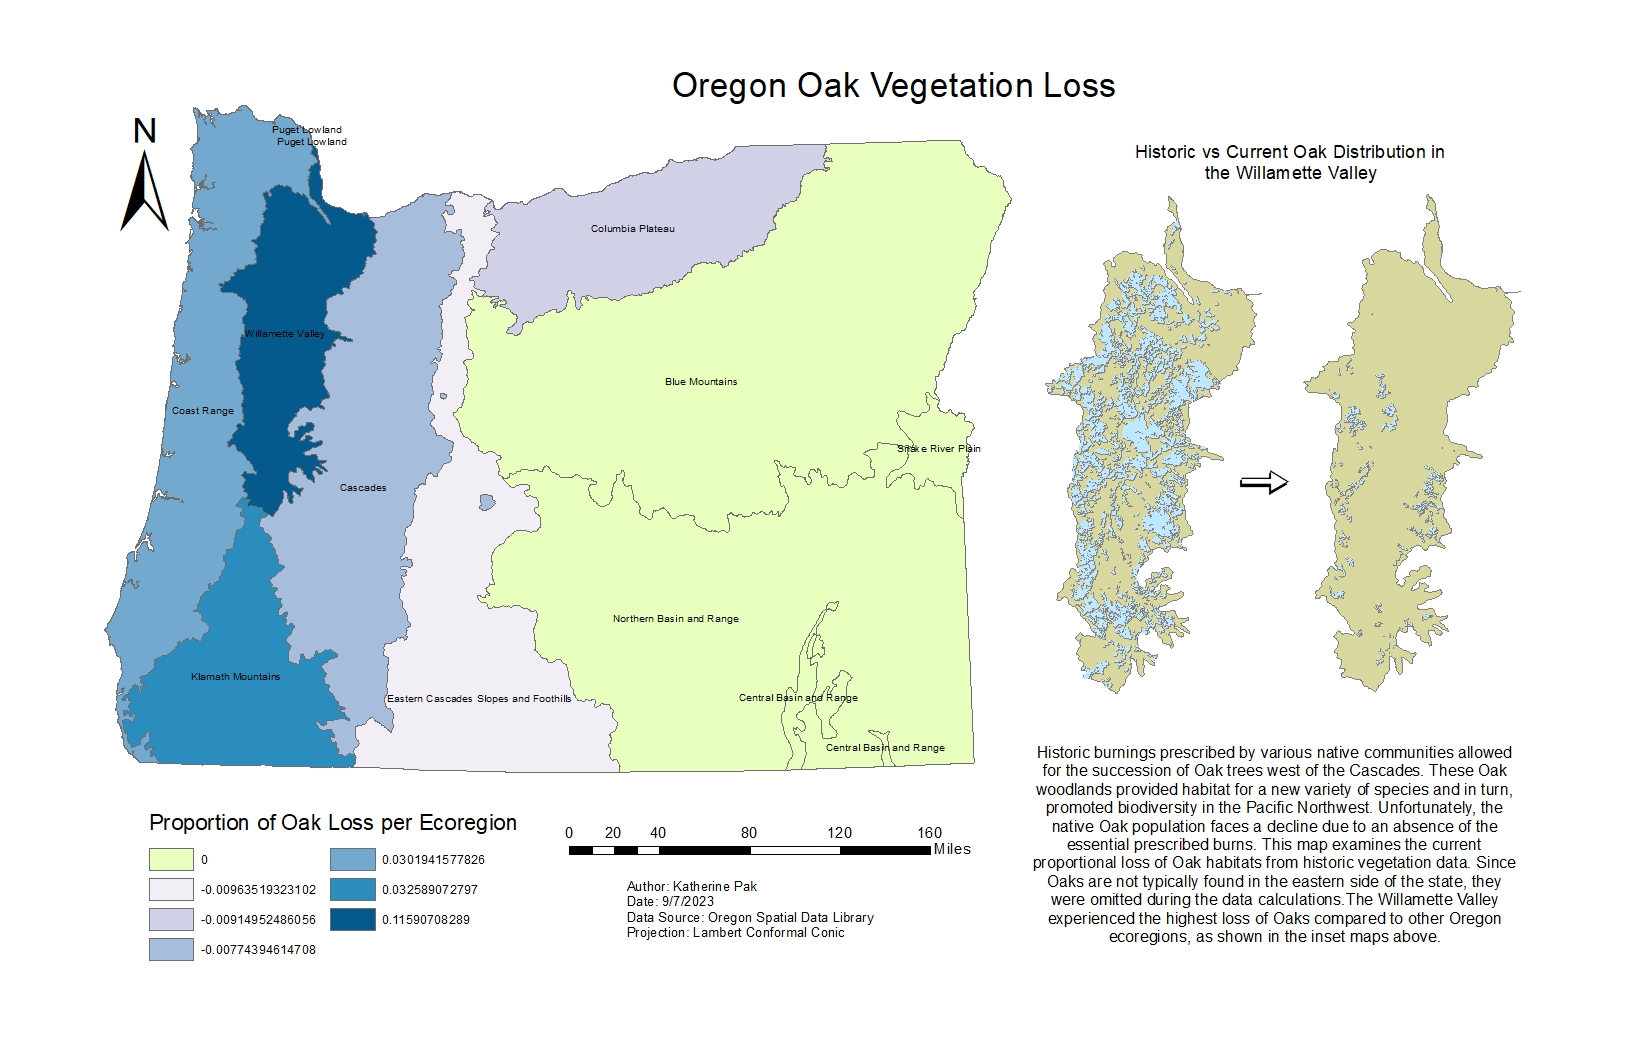 Oregon Oak Vegetation Loss
N
Puget Lowland
Puget Lowland
Columbia Plateau
Willamette Valley
Blue Mountains
Coast Range
Snake River Plain
Cascades
Northern Basin and Range
Klamath Mountains
Eastern Cascades Slopes and Foothills
Central Basin and Range
Central Basin and Range
Historic vs Current Oak Distribution in
the Willamette Valley
Proportion of Oak Loss per Ecoregion
0
-0.00963519323102
-0.00914952486056
-0.00774394614708
0.0301941577826
0.032589072797
0.11590708289
0 20 40 80 120 160
Miles
Author: Katherine Pak
Date: 9/7/2023
Data Source: Oregon Spatial Data Library
Projection: Lambert Conformal Conic
Historic burnings prescribed by various native communities allowed
for the succession of Oak trees west of the Cascades. These Oak
woodlands provided habitat for a new variety of species and in turn,
promoted biodiversity in the Pacific Northwest. Unfortunately, the
native Oak population faces a decline due to an absence of the
essential prescribed burns. This map examines the current
proportional loss of Oak habitats from historic vegetation data. Since
Oaks are not typically found in the eastern side of the state, they
were omitted during the data calculations.The Willamette Valley
experienced the highest loss of Oaks compared to other Oregon
ecoregions, as shown in the inset maps above.